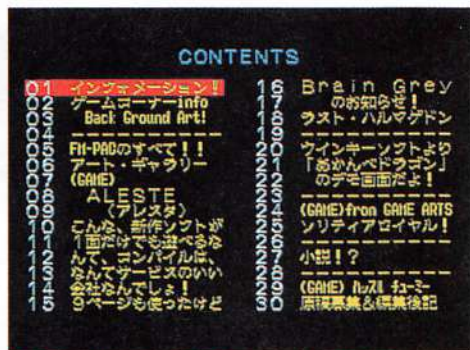 CONTENTS
01 インフォメーション!
02 ゲームコーナーinfo
03 Back Ground Art!
04 ----------
05 FM-PACのすべて!!
06 アート・ギャラリー
07 (GAME)
08 ALESTE
09 〈アレスタ〉
10 こんな、新作ソフトが
11 1面だけでも遊べるな
12 んて、コンパイルは、
13 なんてサービスのいい
14 会社なんでしょ!
15 9ページも使ったけど
16 Brain Grey
17 のお知らせ!
18 ラスト・ハルマゲドン
19 ----------
20 ウインキーソフトより
21 「あかんべドラゴン」
22 のデモ画面だよ!
23 ----------
24 (GAME)fron GAME ARTS
25 ソリティアロイヤル!
26 ----------
27 小説!?
28 ----------
29 (GAME) ハッスル チューミー
30 原稿募集&編集後記